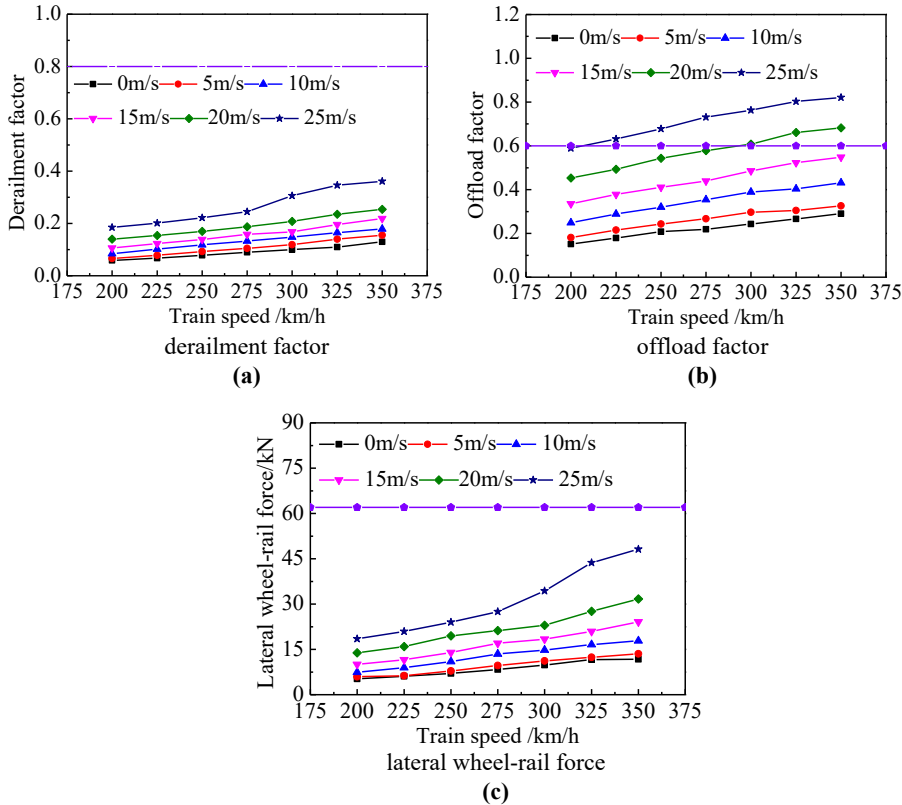 1.0
0.8
0.6
0.4
0.2
0.0
Derailment factor
0m/s 5m/s 10m/s
15m/s 20m/s 25m/s
175 200 225 250 275 300 325 350 375
Train speed /km/h
derailment factor
(a)
1.2
1.0
0.8
0.6
0.4
0.2
0.0
Offload factor
0m/s 5m/s 10m/s
15m/s 20m/s 25m/s
175 200 225 250 275 300 325 350 375
Train speed /km/h
offload factor
(b)
90
75
60
45
30
15
0
Lateral wheel-rail force/kN
0m/s 5m/s 10m/s
15m/s 20m/s 25m/s
175 200 225 250 275 300 325 350 375
Train speed /km/h
lateral wheel-rail force
(c)